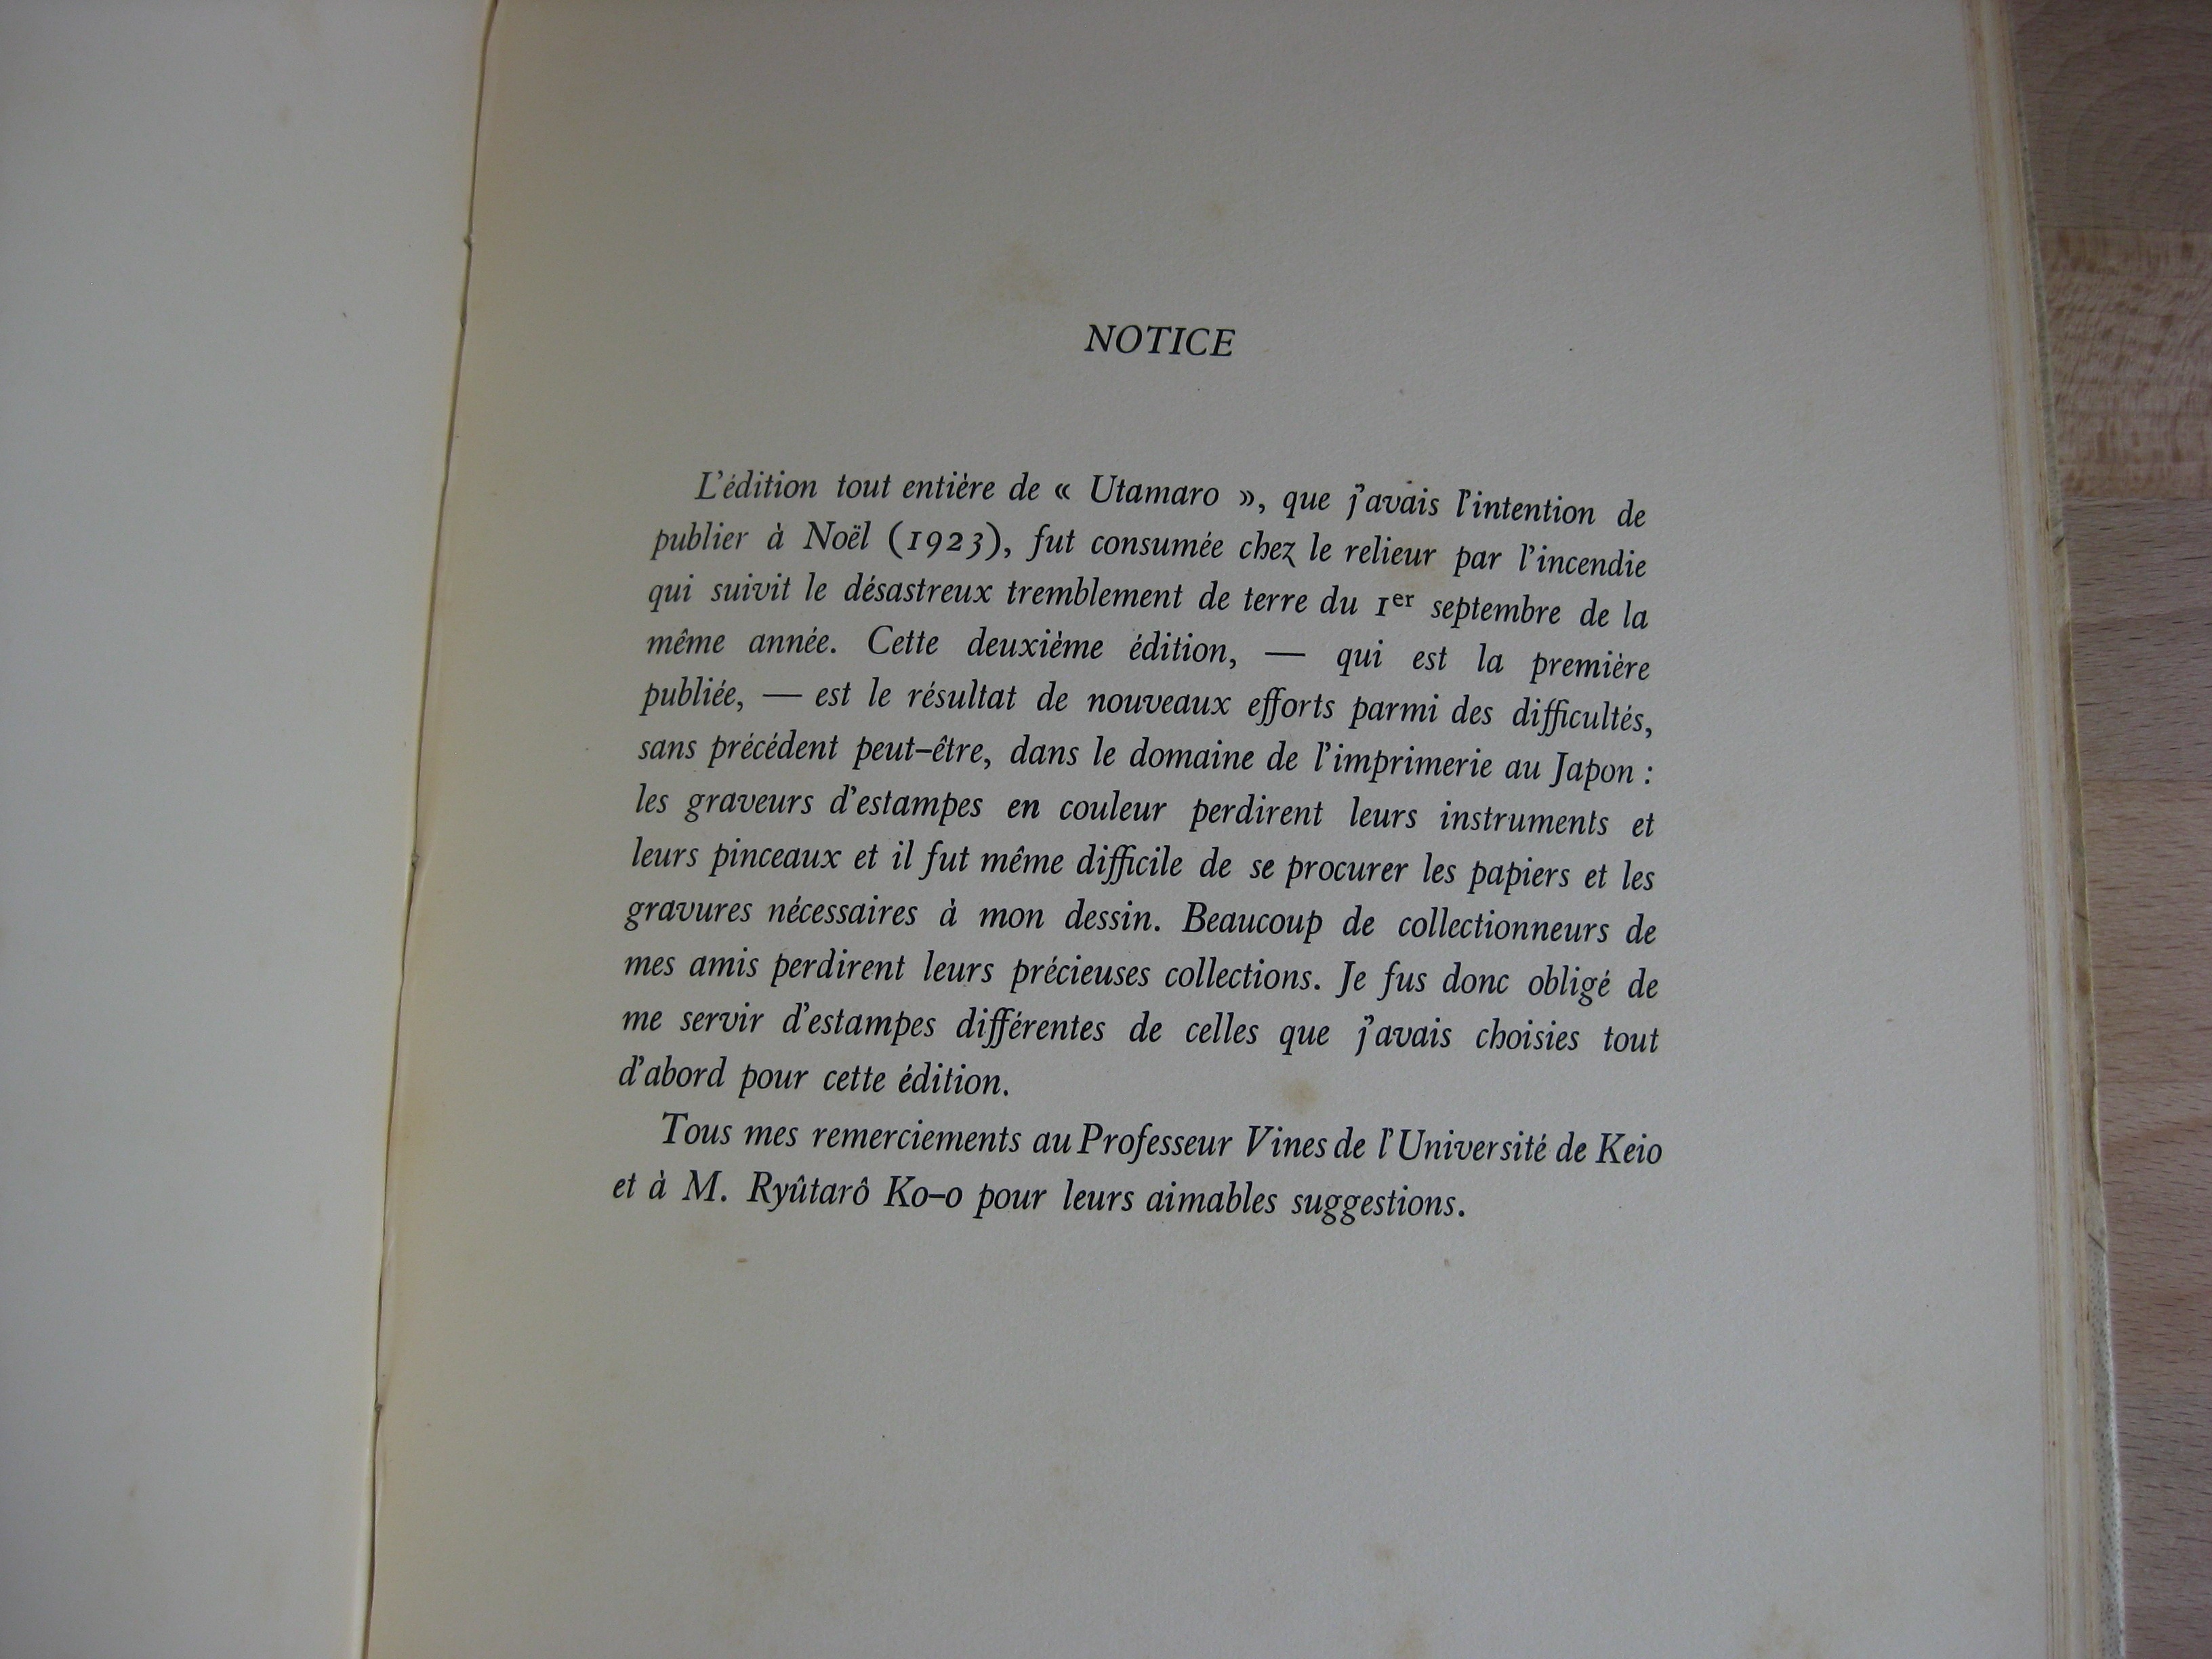 NOTICE
L'édition tout entière de « Utamaro », que j'avais l'intention de
publier à Noël (1923), fut consumée chez le relieur par l'incendie
qui suivit le désastreux tremblement de terre du 1er septembre de la
même année. Cette deuxième édition, — qui est la première
publiée, — est le résultat de nouveaux efforts parmi des difficultés,
sans précédent peut-être, dans le domaine de l'imprimerie au Japon :
les graveurs d'estampes en couleur perdirent leurs instruments et
leurs pinceaux et il fut même difficile de se procurer les papiers et les
gravures nécessaires à mon dessin. Beaucoup de collectionneurs de
mes amis perdirent leurs précieuses collections. Je fus donc obligé de
me servir d'estampes différentes de celles que j'avais choisies tout
d'abord pour cette édition.
Tous mes remerciements au Professeur Vines de l'Université de Keio
et à M. Ryûtarô Ko-o pour leurs aimables suggestions.